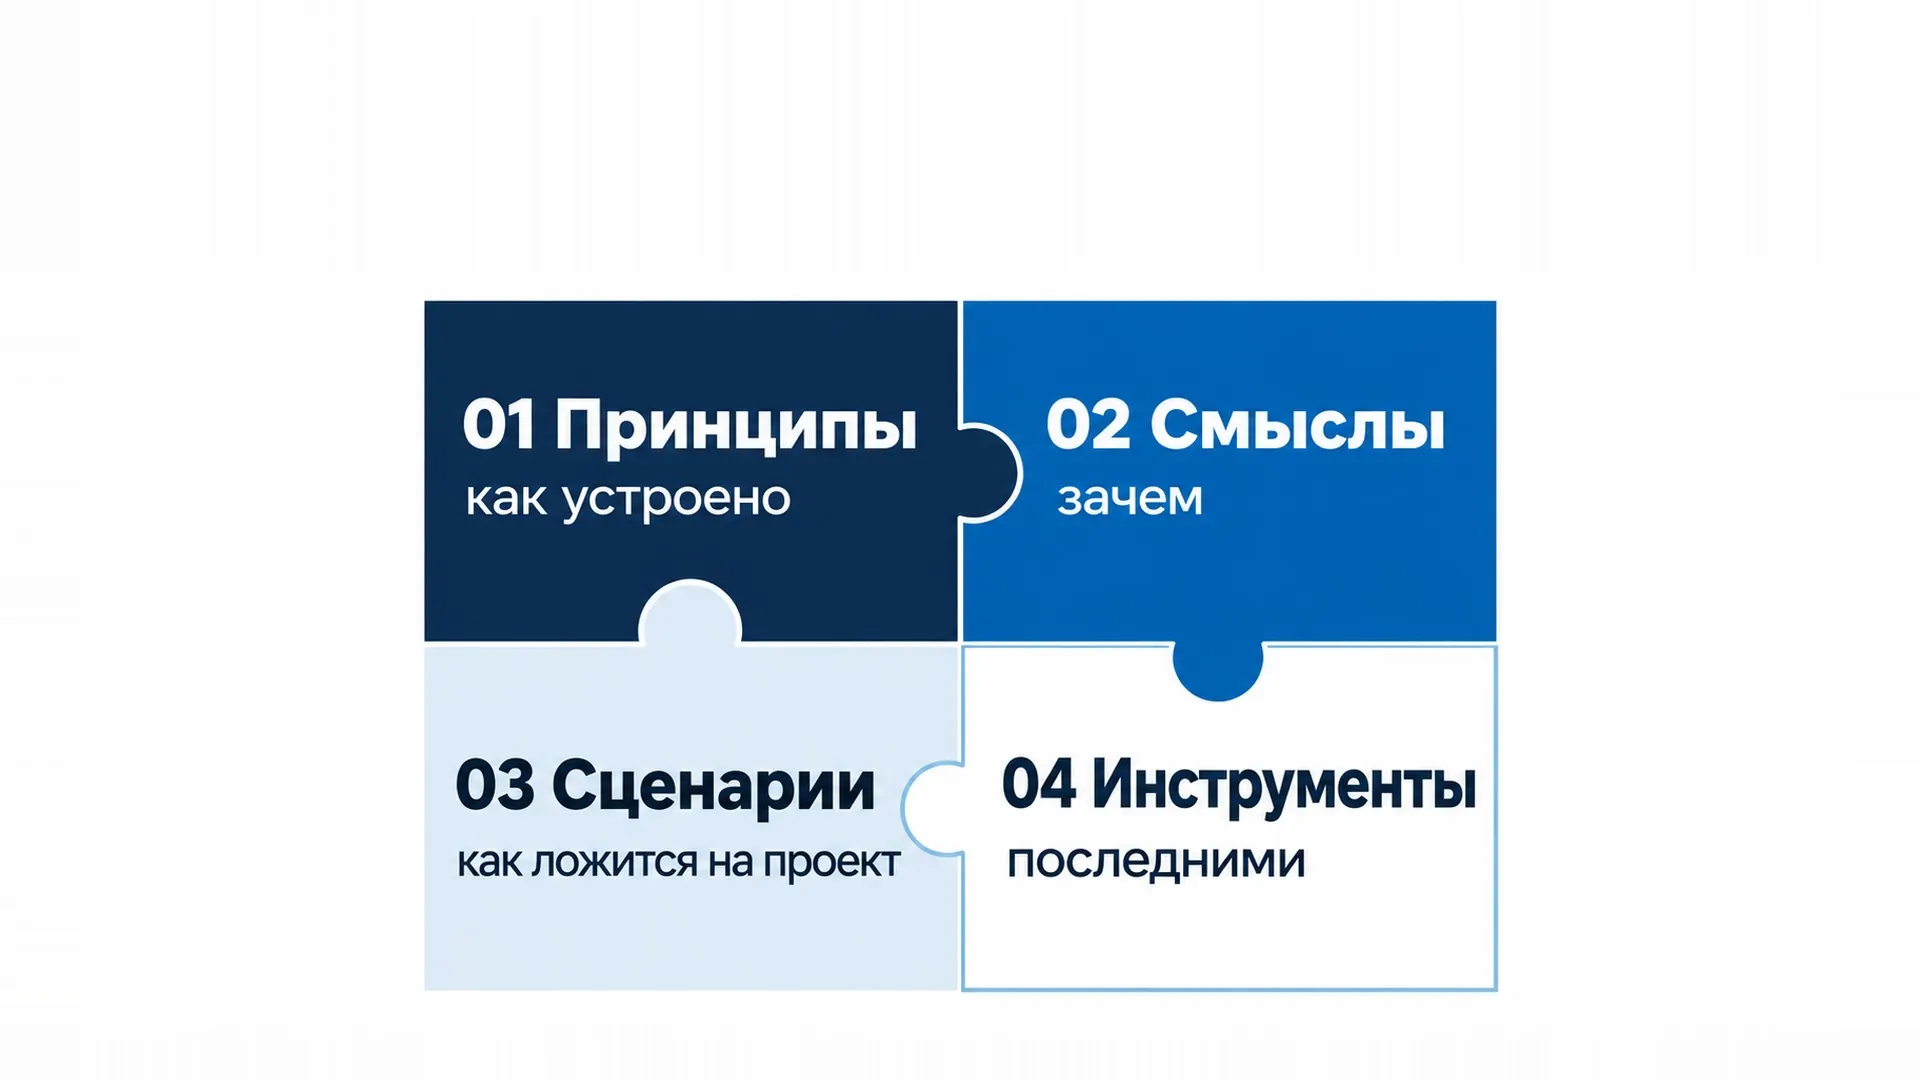 01 Принципы
как устроено
02 Смыслы
зачем
03 Сценарии
как ложится на проект
04 Инструменты
последними